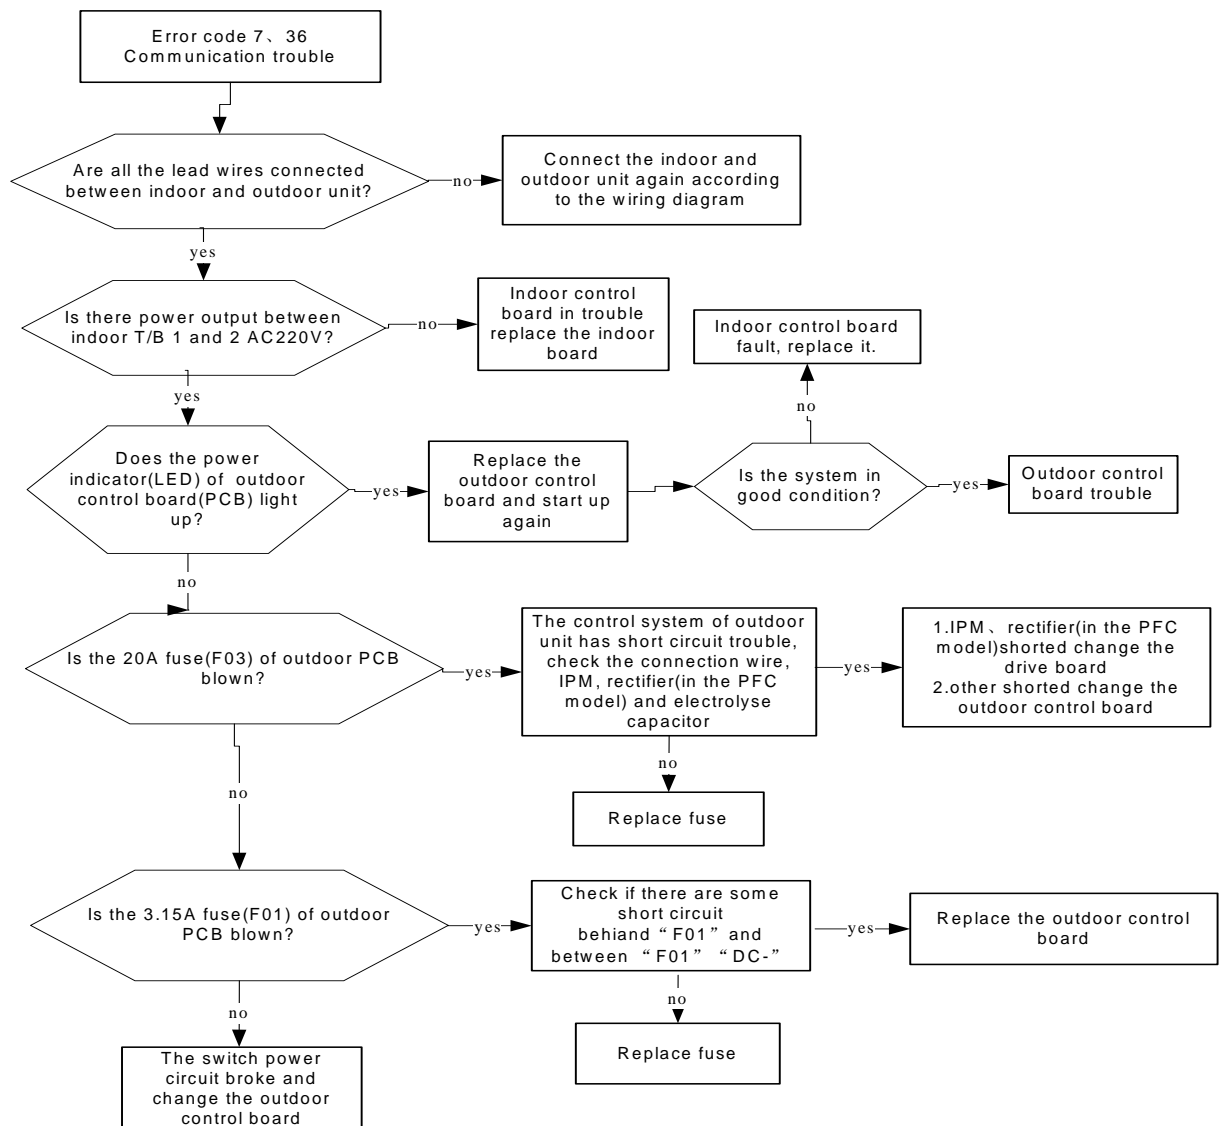 Error code 7、36
Communication trouble
Are all the lead wires connected
between indoor and outdoor unit?
no
Connect the indoor and
outdoor unit again according
to the wiring diagram
yes
Is there power output between
indoor T/B 1 and 2 AC220V?
no
Indoor control
board in trouble
replace the indoor
board
Indoor control board
fault, replace it.
yes
no
Does the power
indicator(LED) of outdoor
control board(PCB) light
up?
yes
Replace the
outdoor control
board and start up
again
Is the system in
good condition?
yes
Outdoor control
board trouble
no
Is the 20A fuse(F03) of outdoor PCB
blown?
yes
The control system of outdoor
unit has short circuit trouble,
check the connection wire,
IPM, rectifier(in the PFC
model) and electrolyse
capacitor
yes
1.IPM、rectifier(in the PFC
model)shorted change the
drive board
2.other shorted change the
outdoor control board
no
Replace fuse
no
Is the 3.15A fuse(F01) of outdoor
PCB blown?
yes
Check if there are some
short circuit
behiand “F01” and
between “F01” “DC-”
yes
Replace the outdoor control
board
no
Replace fuse
no
The switch power
circuit broke and
change the outdoor
control board